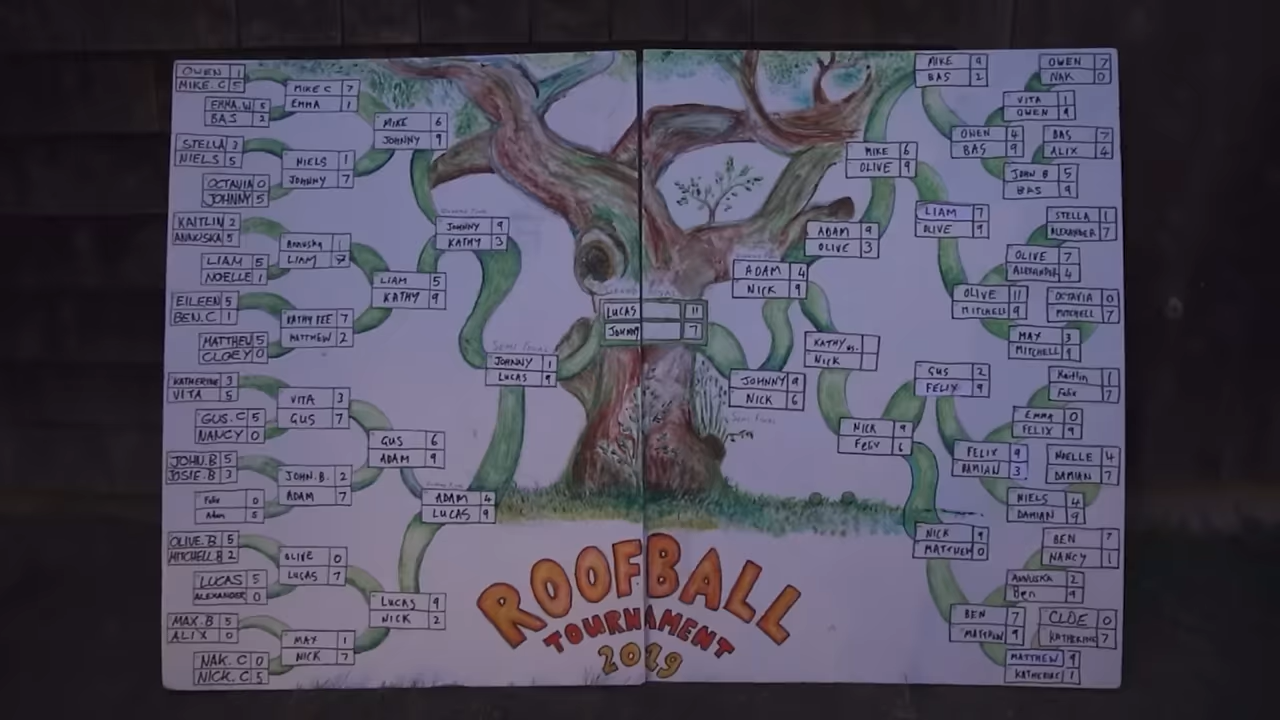 OWEN 1
MIKE. C 5
EMMA.W 5
BAS 2
STELLA 3
NIELS 5
OCTAVIA 0
JOHNNY 5
KAITLIN 2
ANNUSKA 5
LIAM 5
NOELLE 1
EILEEN 5
BEN.C 1
MATTHEW 5
CLOEY 0
KATHERINE 3
VITA 5
GUS.C 5
NANCY 0
JOHN.B 5
JOSIE.B 3
Felix 0
Adam 5
OLIVE.B 5
MITCHELL.B 2
LUCAS 5
ALEXANDER 0
MAX.B 5
ALIX 0
NAK. C 0
NICK. C 5
MIKE C 7
EMMA 1
NIELS 1
JOHNNY 7
ANNUSKA 1
LIAM 7
KATHY FEE 7
MATTHEW 2
VITA 3
GUS 7
JOHN.B. 2
ADAM 7
OLIVE 0
LUCAS 7
MAX 1
NICK 7
MIKE 6
JOHNNY 9
LIAM 5
KATHY 9
GUS 6
ADAM 9
LUCAS 9
NICK 2
JOHNNY 9
KATHY 3
ADAM 4
LUCAS 9
SEMI FINAL
JOHNNY 1
LUCAS 9
LUCAS 11
JOHNNY 7
JOHNNY 9
NICK 6
SEMI FINAL
ADAM 4
NICK 9
ADAM 9
OLIVE 3
KATHY vs.
NICK
MIKE 6
OLIVE 9
NICK 9
FELIX 6
MIKE 9
BAS 2
LIAM 7
OLIVE 9
GUS 2
FELIX 9
NICK 9
MATTHEW 0
OWEN 4
BAS 9
OLIVE 11
MITCHELL 9
FELIX 9
DAMIAN 3
BEN 7
MATTHEW 9
VITA 1
OWEN 9
JOHN B 5
BAS 9
OLIVE 7
ALEXANDER 4
MAX 3
MITCHELL 9
EMMA 0
FELIX 9
NIELS 4
DAMIAN 9
ANNUSKA 2
Ben 9
MATTHEW 9
KATHERINE 1
OWEN 7
NAK 0
BAS 7
ALIX 4
STELLA 1
ALEXANDER 7
OCTAVIA 0
MITCHELL 7
Kaitlin 1
Felix 7
NOELLE 4
DAMIAN 7
BEN 7
NANCY 1
CLOE 0
KATHERINE 7
ROOFBALL
TOURNAMENT
2019